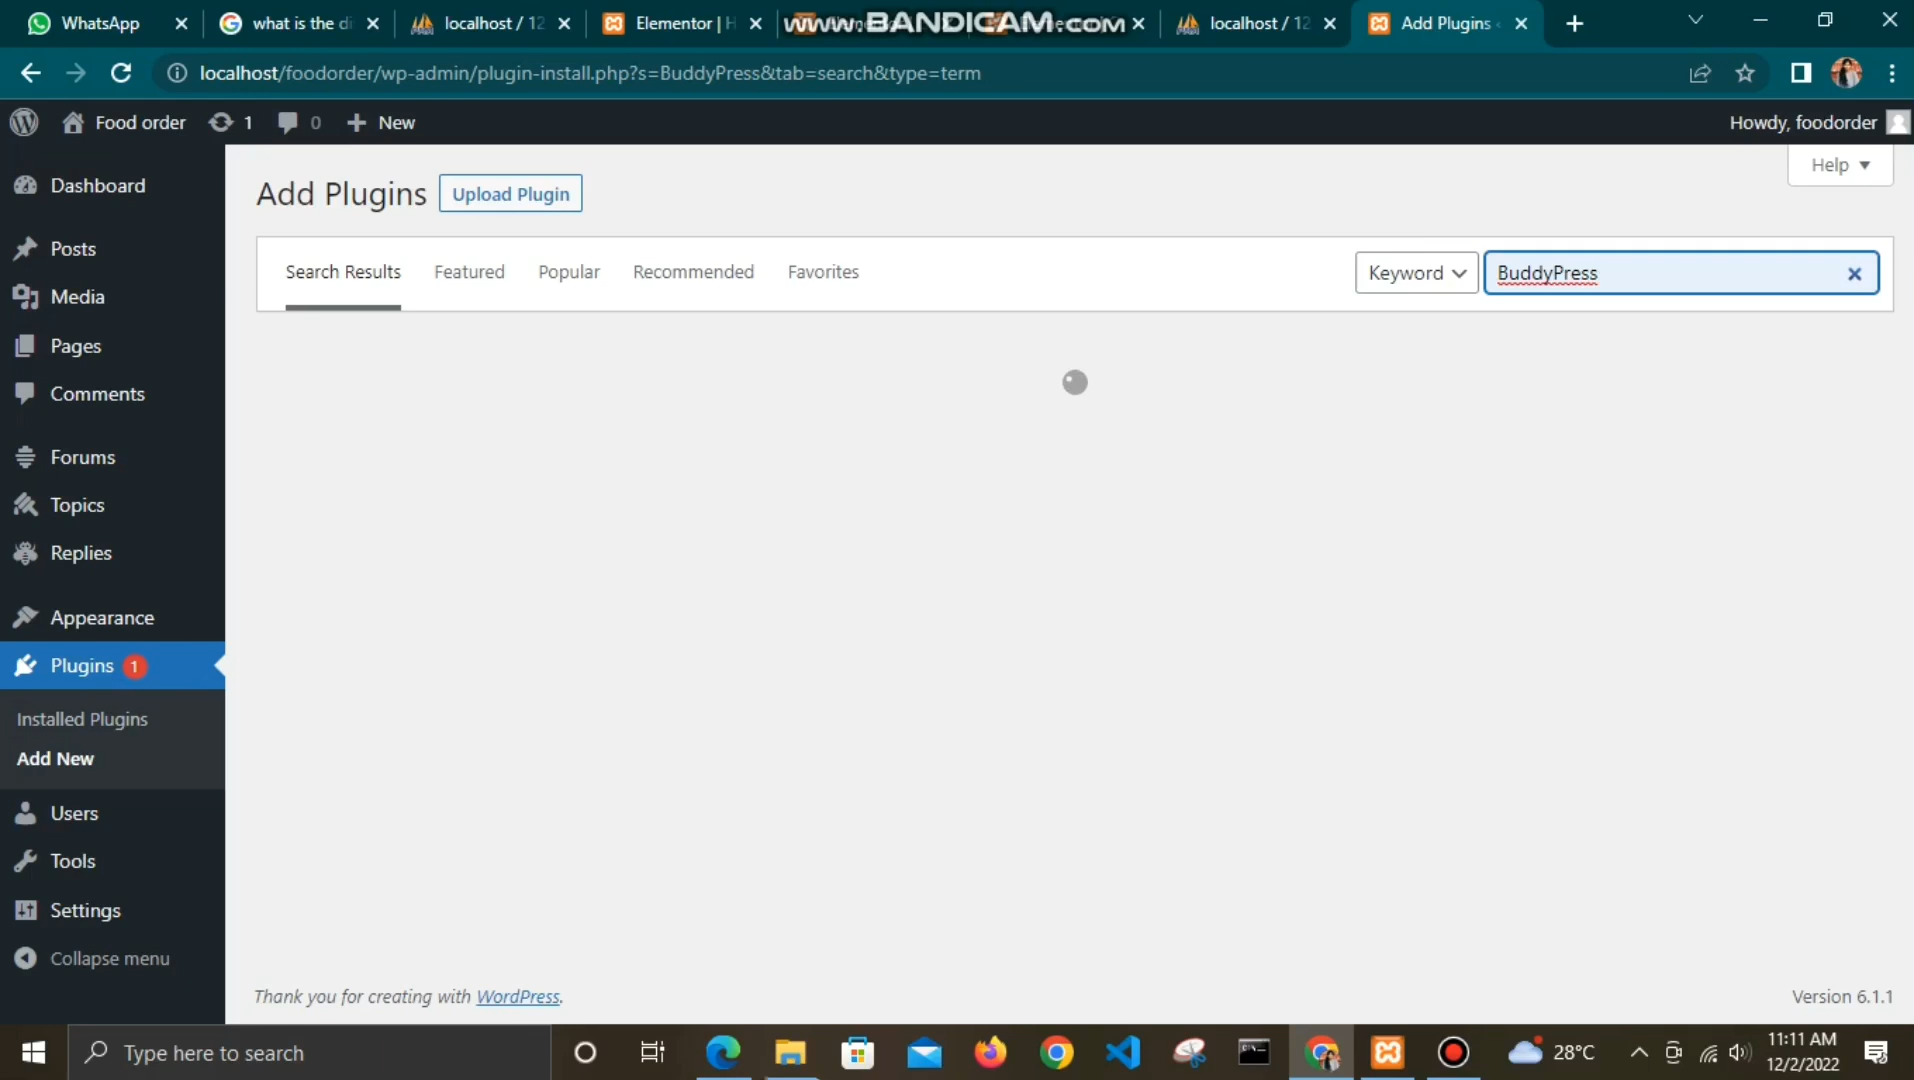 WhatsApp
what is the di
localhost / 12
Elementor | H
www.BANDICAM.com
localhost / 12
Add Plugins
localhost/foodorder/wp-admin/plugin-install.php?s=BuddyPress&tab=search&type=term
Food order
1
0
New
Howdy, foodorder
Dashboard
Posts
Media
Pages
Comments
Forums
Topics
Replies
Appearance
Plugins 1
Installed Plugins
Add New
Users
Tools
Settings
Collapse menu
Help
Add Plugins
Upload Plugin
Search Results
Featured
Popular
Recommended
Favorites
Keyword
BuddyPress
Thank you for creating with WordPress.
Version 6.1.1
Type here to search
28°C
11:11 AM
12/2/2022